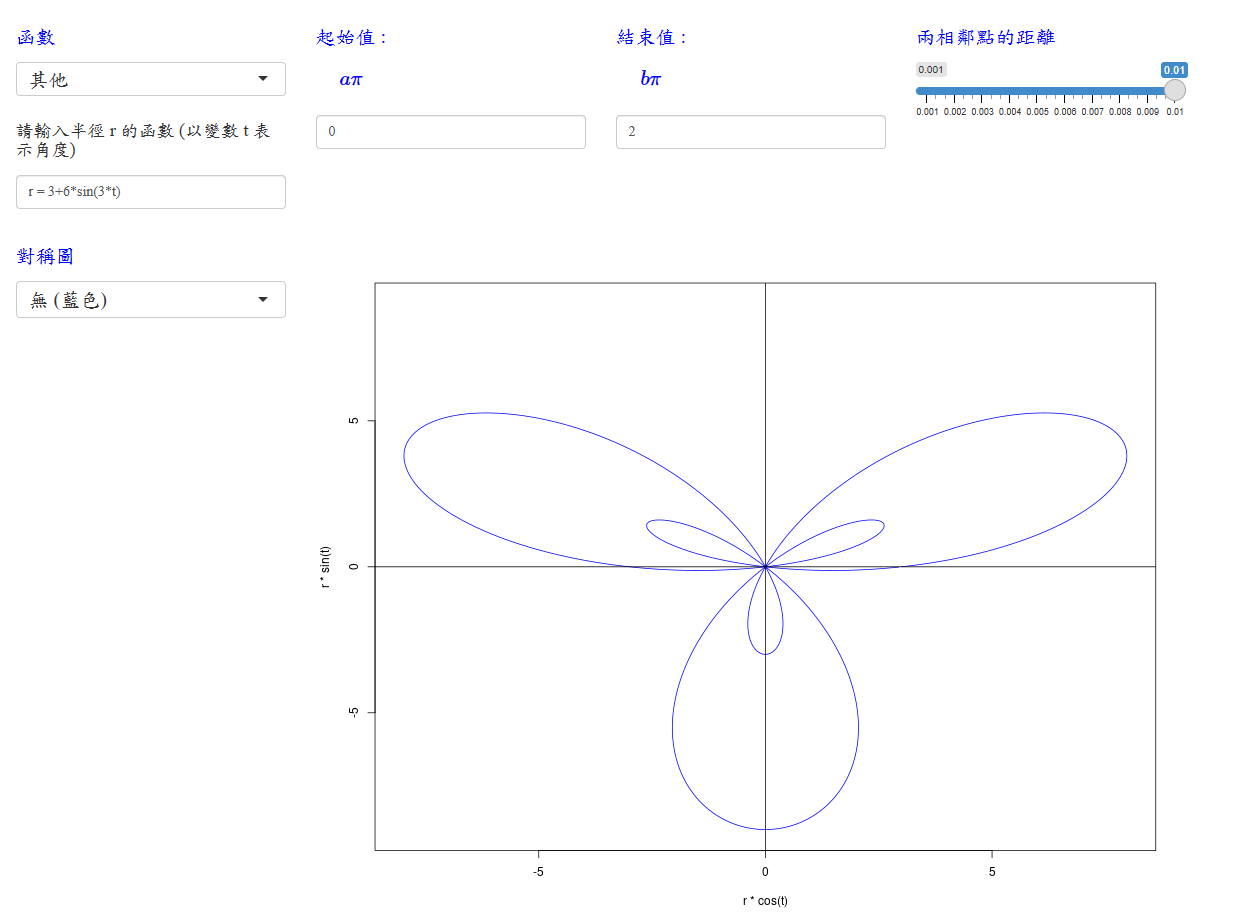 函數
其他
請輸入半徑 r 的函數 (以變數 t 表
示角度)
r = 3+6*sin(3*t)
對稱圖
無 (藍色)
起始值 :
aπ
0
結束值 :
bπ
2
兩相鄰點的距離
0.001
0.01
0.001 0.002 0.003 0.004 0.005 0.006 0.007 0.008 0.009 0.01
5
0
-5
r * sin(t)
-5 0 5
r * cos(t)